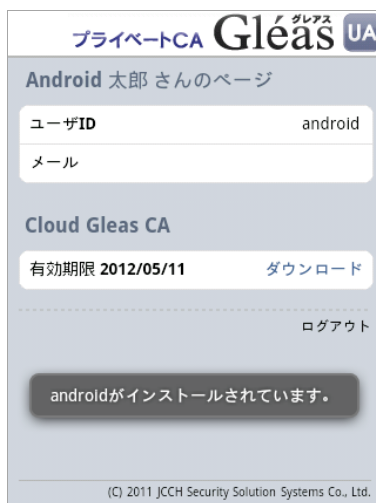 グレアス
プライベートCA Gléas UA
Android 太郎 さんのページ
ユーザID android
メール
Cloud Gleas CA
有効期限 2012/05/11 ダウンロード
ログアウト
androidがインストールされています。
(C) 2011 JCCH Security Solution Systems Co., Ltd.